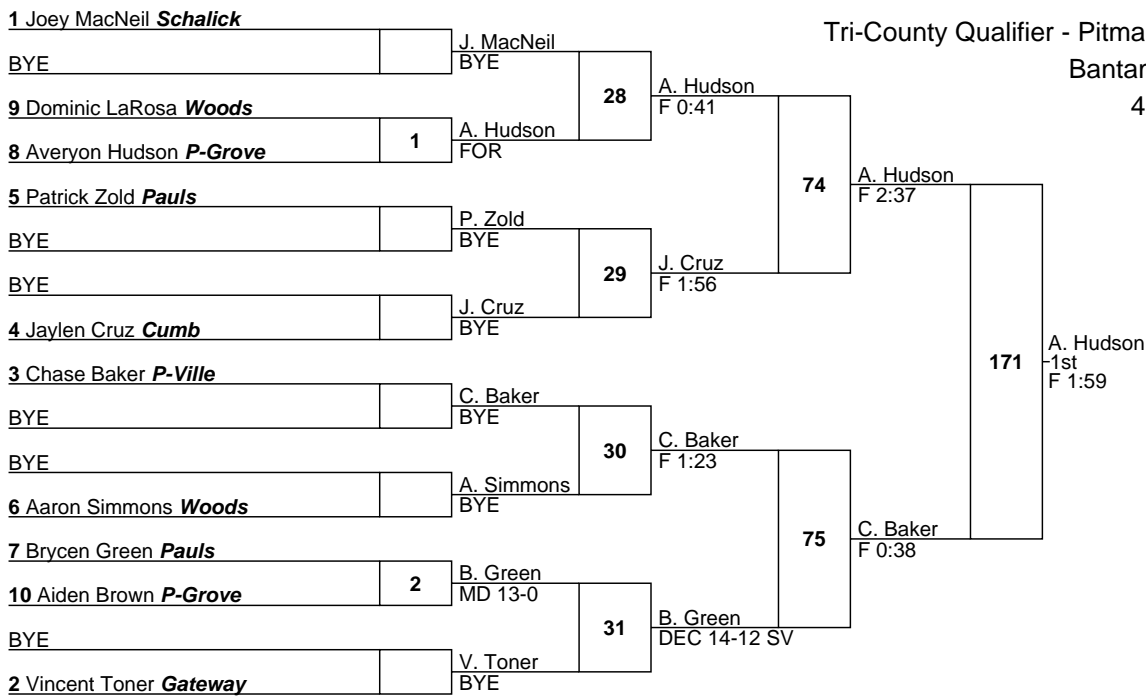 Tri-County Qualifier - Pitma
Bantar
4
1 Joey MacNeil Schalick
BYE
9 Dominic LaRosa Woods
8 Averyon Hudson P-Grove
5 Patrick Zold Pauls
BYE
BYE
4 Jaylen Cruz Cumb
3 Chase Baker P-Ville
BYE
BYE
6 Aaron Simmons Woods
7 Brycen Green Pauls
10 Aiden Brown P-Grove
BYE
2 Vincent Toner Gateway
1
2
J. MacNeil
BYE
A. Hudson
FOR
P. Zold
BYE
J. Cruz
BYE
C. Baker
BYE
A. Simmons
BYE
B. Green
MD 13-0
V. Toner
BYE
28
29
30
31
A. Hudson
F 0:41
J. Cruz
F 1:56
C. Baker
F 1:23
B. Green
DEC 14-12 SV
74
75
A. Hudson
F 2:37
C. Baker
F 0:38
171
A. Hudson
1st
F 1:59